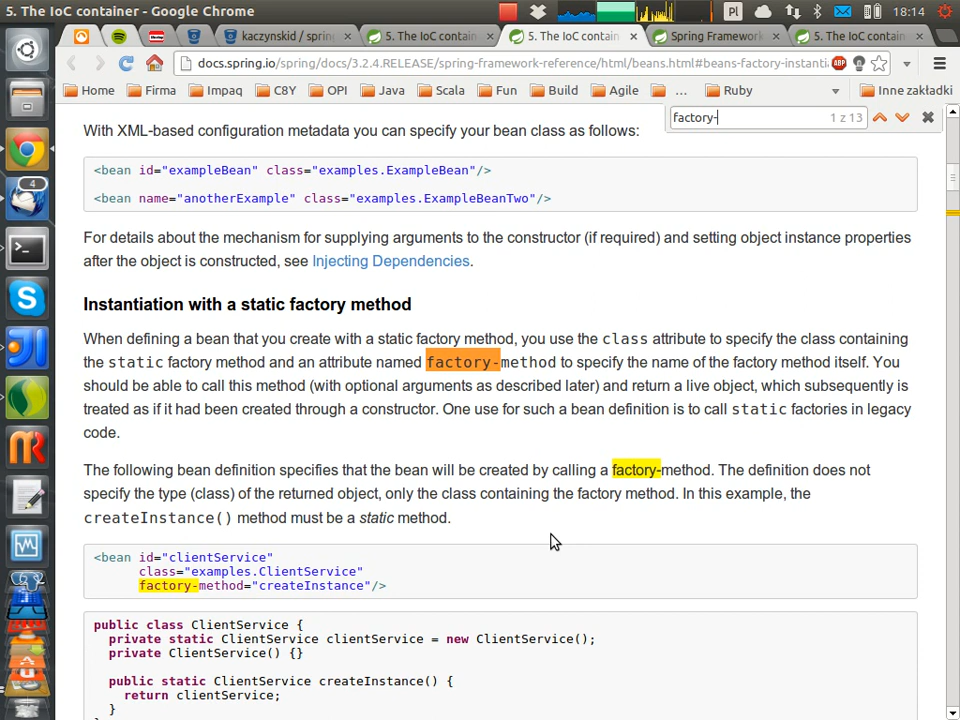 5. The IoC container - Google Chrome
Pl
18:14
kaczynskid / sprin
5. The IoC contain
5. The IoC contain
Spring Framework
5. The IoC contain
docs.spring.io/spring/docs/3.2.4.RELEASE/spring-framework-reference/html/beans.html#beans-factory-instanti
ABP
Home
Firma
Impaq
C8Y
OPI
Java
Scala
Fun
Build
Agile
...
Ruby
Inne zakładki
factory-
1 z 13
4
With XML-based configuration metadata you can specify your bean class as follows:
<bean id="exampleBean" class="examples.ExampleBean"/>
<bean name="anotherExample" class="examples.ExampleBeanTwo"/>
For details about the mechanism for supplying arguments to the constructor (if required) and setting object instance properties
after the object is constructed, see Injecting Dependencies.
Instantiation with a static factory method
When defining a bean that you create with a static factory method, you use the class attribute to specify the class containing
the static factory method and an attribute named factory-method to specify the name of the factory method itself. You
should be able to call this method (with optional arguments as described later) and return a live object, which subsequently is
treated as if it had been created through a constructor. One use for such a bean definition is to call static factories in legacy
code.
The following bean definition specifies that the bean will be created by calling a factory-method. The definition does not
specify the type (class) of the returned object, only the class containing the factory method. In this example, the
createInstance() method must be a static method.
<bean id="clientService"
class="examples.ClientService"
factory-method="createInstance"/>
public class ClientService {
private static ClientService clientService = new ClientService();
private ClientService() {}
public static ClientService createInstance() {
return clientService;
}
}